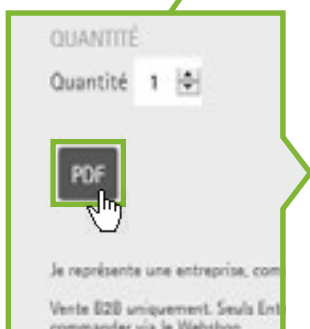 QUANTITÉ
Quantité 1
PDF
Je représente une entreprise, com
Vente B2B uniquement. Seuls Ent
commander via le Webshop